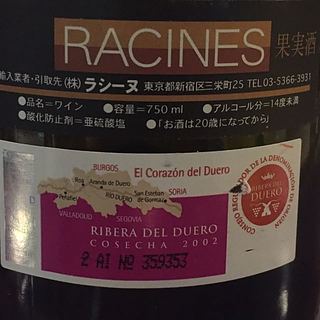 RACINES 果実酒
輸入業者・引取先 (株) ラシーヌ 東京都新宿区三栄町25 TEL 03-5366-3931
●品名=ワイン ●容量=750ml ●アルコール分=14度未満
●酸化防止剤=亜硫酸塩 ●「お酒は20歳になってから」
BURGOS El Corazón del Duero
Roa Aranda de Duero SORIA
Peñafiel RIO DUERO San Esteban de Gormaz
VALLADOLID SEGOVIA
RIBERA DEL DUERO
COSECHA 2002
2 AI Nº 359353
CONSEJO REGULADOR DE LA DENOMINACIÓN DE ORIGEN
RIBERA DEL DUERO